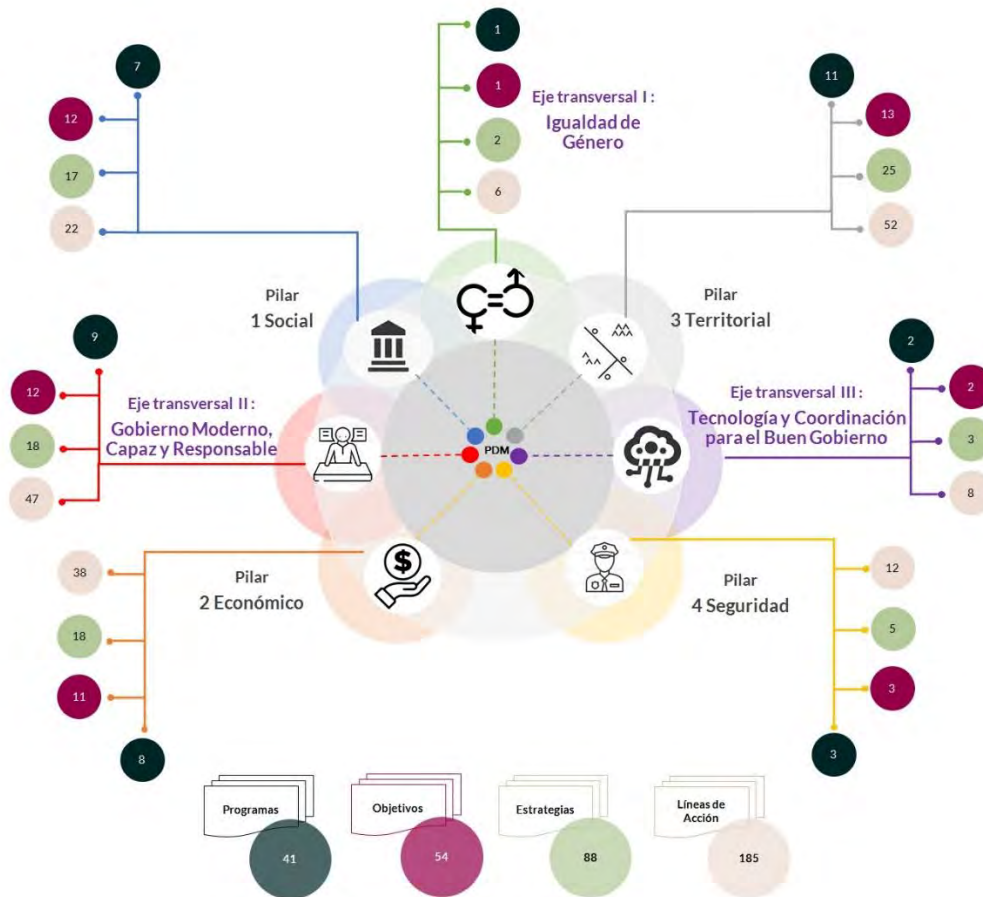 7
12
17
22
Pilar
1 Social
1
1
2
6
Eje transversal I :
Igualdad de
Género
11
13
25
52
Pilar
3 Territorial
9
12
18
47
Eje transversal II :
Gobierno Moderno,
Capaz y Responsable
PDM
2
2
3
8
Eje transversal III :
Tecnología y Coordinación
para el Buen Gobierno
38
18
11
8
Pilar
2 Económico
$
12
5
3
3
Pilar
4 Seguridad
Programas
41
Objetivos
54
Estrategias
88
Líneas de
Acción
185